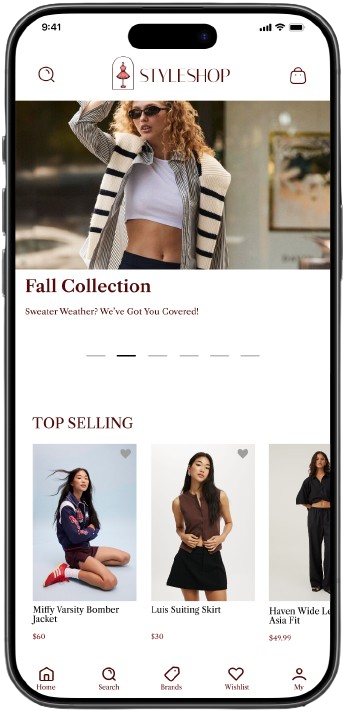 9:41
STYLESHOP
Fall Collection
Sweater Weather? We've Got You Covered!
TOP SELLING
Miffy Varsity Bomber
Jacket
$60
Luis Suiting Skirt
$30
Haven Wide Le
Asia Fit
$49.99
Home
Search
Brands
Wishlist
My